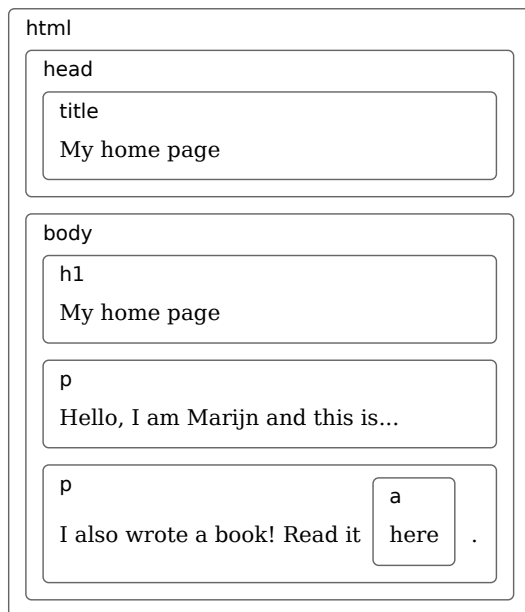 html
head
title
My home page
body
h1
My home page
p
Hello, I am Marijn and this is...
p
a
I also wrote a book! Read it here .